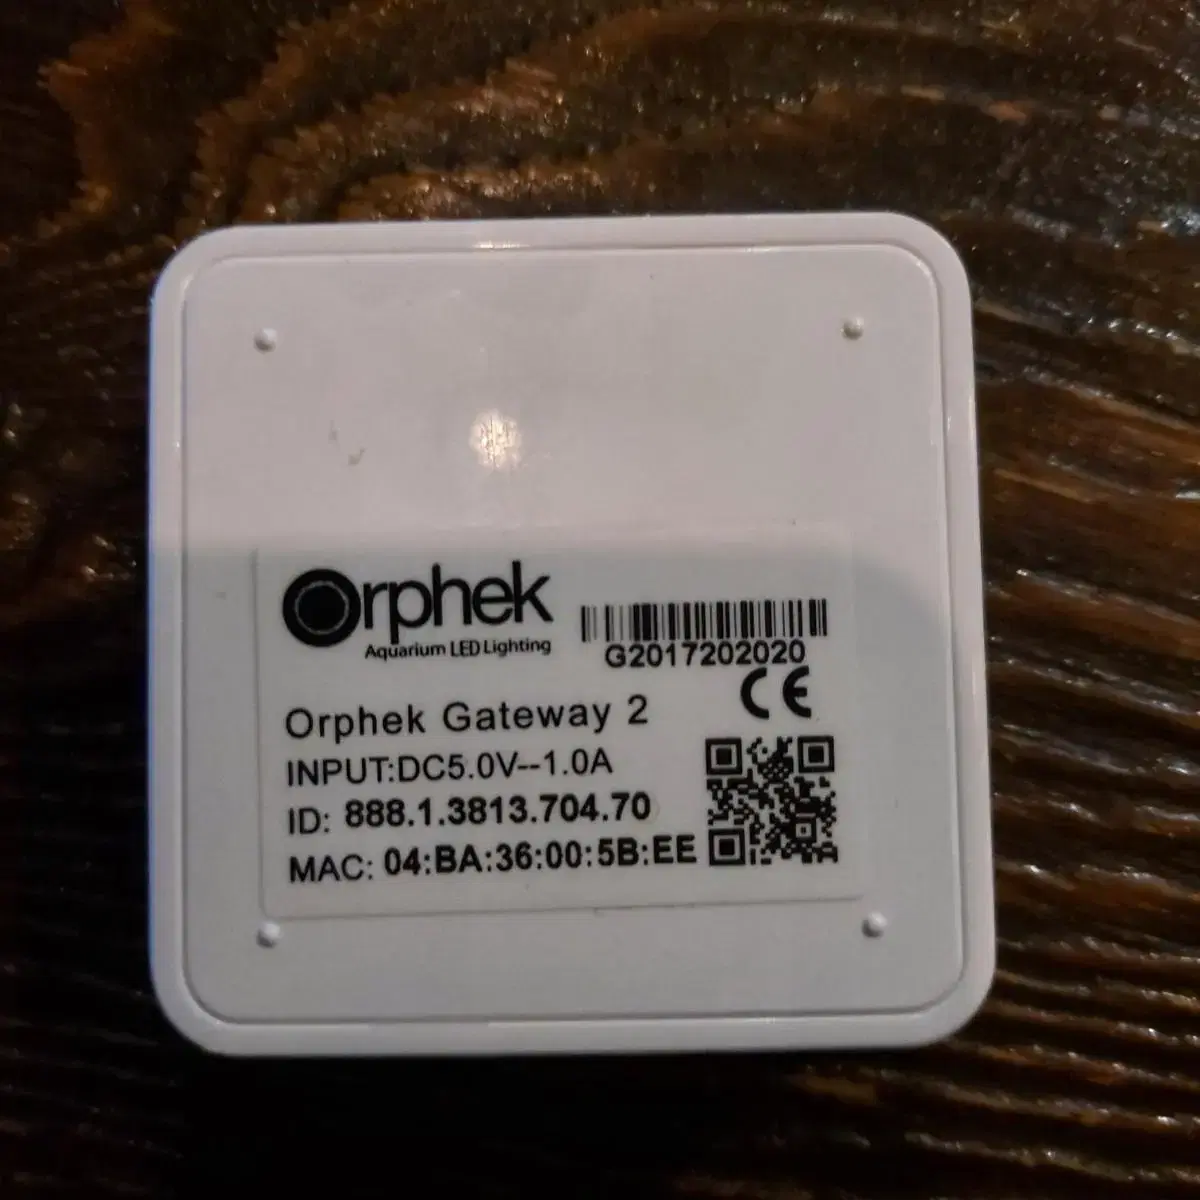 Orphek
Aquarium LED Lighting
G2017202020
CE
Orphek Gateway 2
INPUT:DC5.0V--1.0A
ID: 888.1.3813.704.70
MAC: 04:BA:36:00:5B:EE